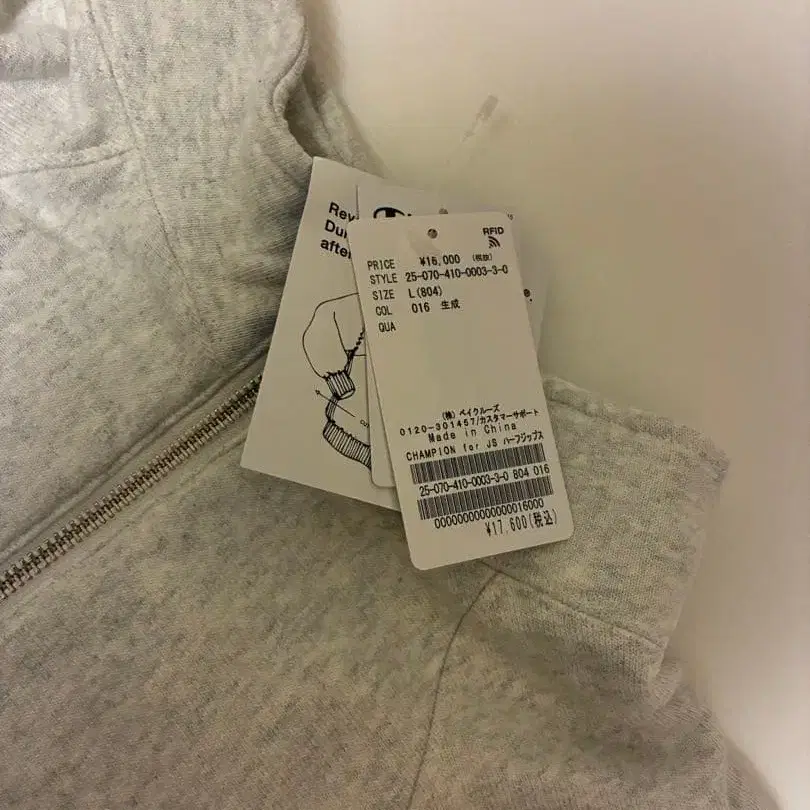 Rev
Dur
after
cut
RFID
PRICE ¥16,000 (税抜)
STYLE 25-070-410-0003-3-0
SIZE L(804)
COL 016 生成
QUA
(株) ベイクルーズ
0120-301457/カスタマーサポート
Made in China
CHAMPION for JS ハーフジップス
25-070-410-0003-3-0 804 016
0000000000000016000
¥17,600(税込)